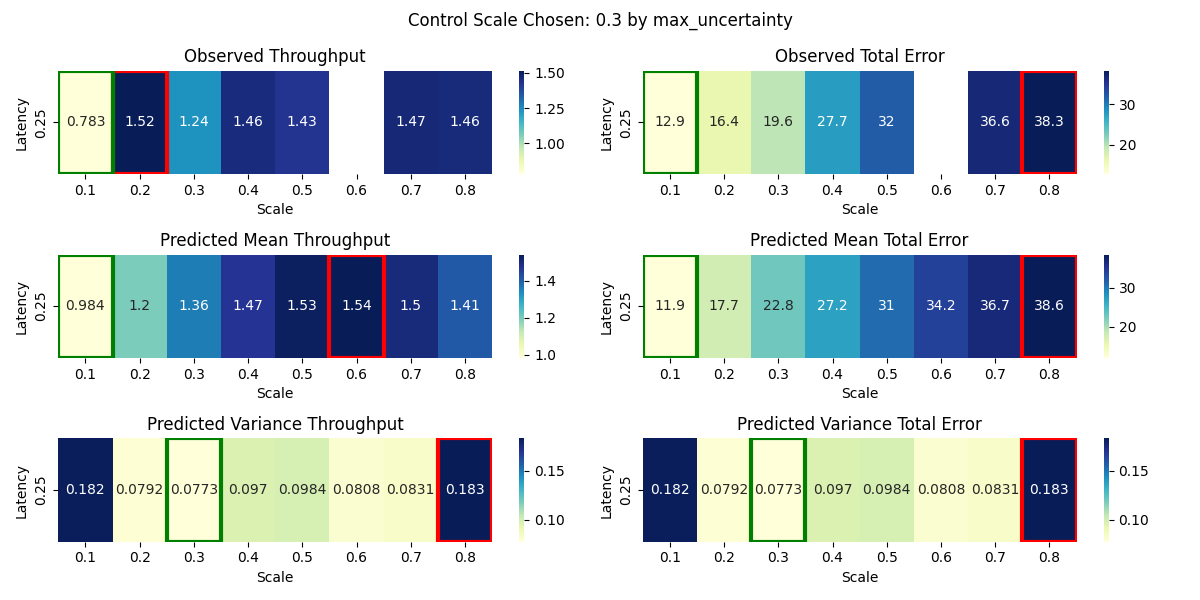 Control Scale Chosen: 0.3 by max_uncertainty
Observed Throughput
Latency
0.25
0.783 1.52 1.24 1.46 1.43 1.47 1.46
0.1 0.2 0.3 0.4 0.5 0.6 0.7 0.8
Scale
1.50
1.25
1.00
Observed Total Error
Latency
0.25
12.9 16.4 19.6 27.7 32 36.6 38.3
0.1 0.2 0.3 0.4 0.5 0.6 0.7 0.8
Scale
30
20
Predicted Mean Throughput
Latency
0.25
0.984 1.2 1.36 1.47 1.53 1.54 1.5 1.41
0.1 0.2 0.3 0.4 0.5 0.6 0.7 0.8
Scale
1.4
1.2
1.0
Predicted Mean Total Error
Latency
0.25
11.9 17.7 22.8 27.2 31 34.2 36.7 38.6
0.1 0.2 0.3 0.4 0.5 0.6 0.7 0.8
Scale
30
20
Predicted Variance Throughput
Latency
0.25
0.182 0.0792 0.0773 0.097 0.0984 0.0808 0.0831 0.183
0.1 0.2 0.3 0.4 0.5 0.6 0.7 0.8
Scale
0.15
0.10
Predicted Variance Total Error
Latency
0.25
0.182 0.0792 0.0773 0.097 0.0984 0.0808 0.0831 0.183
0.1 0.2 0.3 0.4 0.5 0.6 0.7 0.8
Scale
0.15
0.10